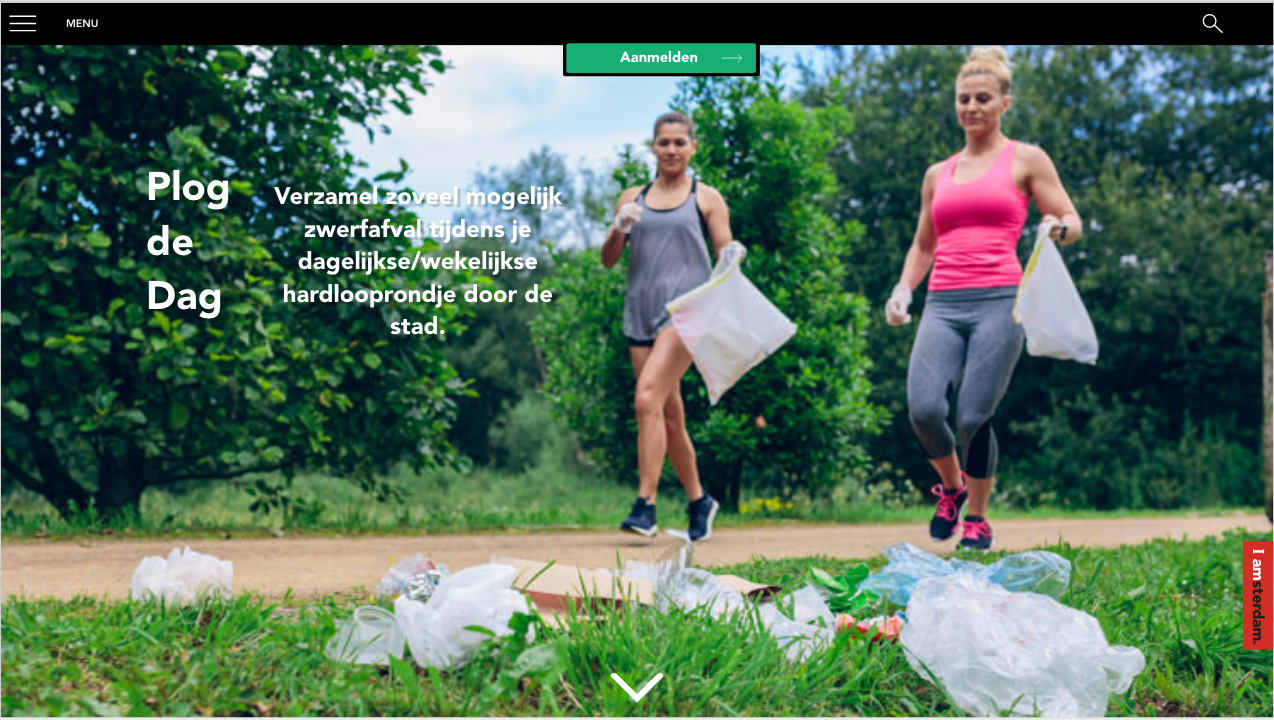 MENU
Aanmelden
Plog
de
Dag
Verzamel zoveel mogelijk
zwerfafval tijdens je
dagelijkse/wekelijkse
hardlooprondje door de
stad.
I amsterdam.